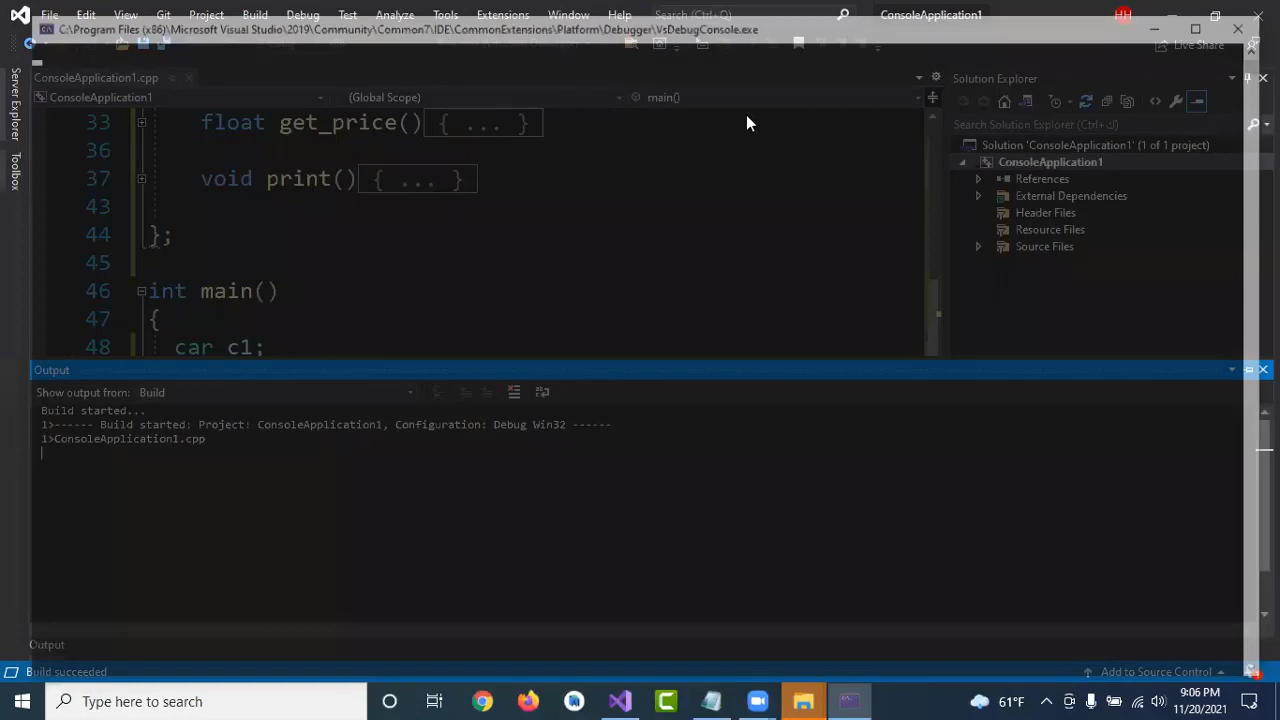 File Edit View Git Project Build Debug Test Analyze Tools Extensions Window Help Search (Ctrl+Q) ConsoleApplication1 HH
C:\Program Files (x86)\Microsoft Visual Studio\2019\Community\Common7\IDE\CommonExtensions\Platform\Debugger\VsDebugConsole.exe
Live Share
Server Explorer
Toolbox
ConsoleApplication1.cpp
Solution Explorer
ConsoleApplication1 (Global Scope) main()
33 float get_price() { ... }
36
37 void print() { ... }
43
44 };
45
46 int main()
47 {
48 car c1;
Search Solution Explorer (Ctrl+ك)
Solution 'ConsoleApplication1' (1 of 1 project)
ConsoleApplication1
References
External Dependencies
Header Files
Resource Files
Source Files
Output
Show output from: Build
Build started...
1>------ Build started: Project: ConsoleApplication1, Configuration: Debug Win32 ------
1>ConsoleApplication1.cpp
Output
Build succeeded
Add to Source Control
Type here to search
61°F
9:06 PM
11/20/2021